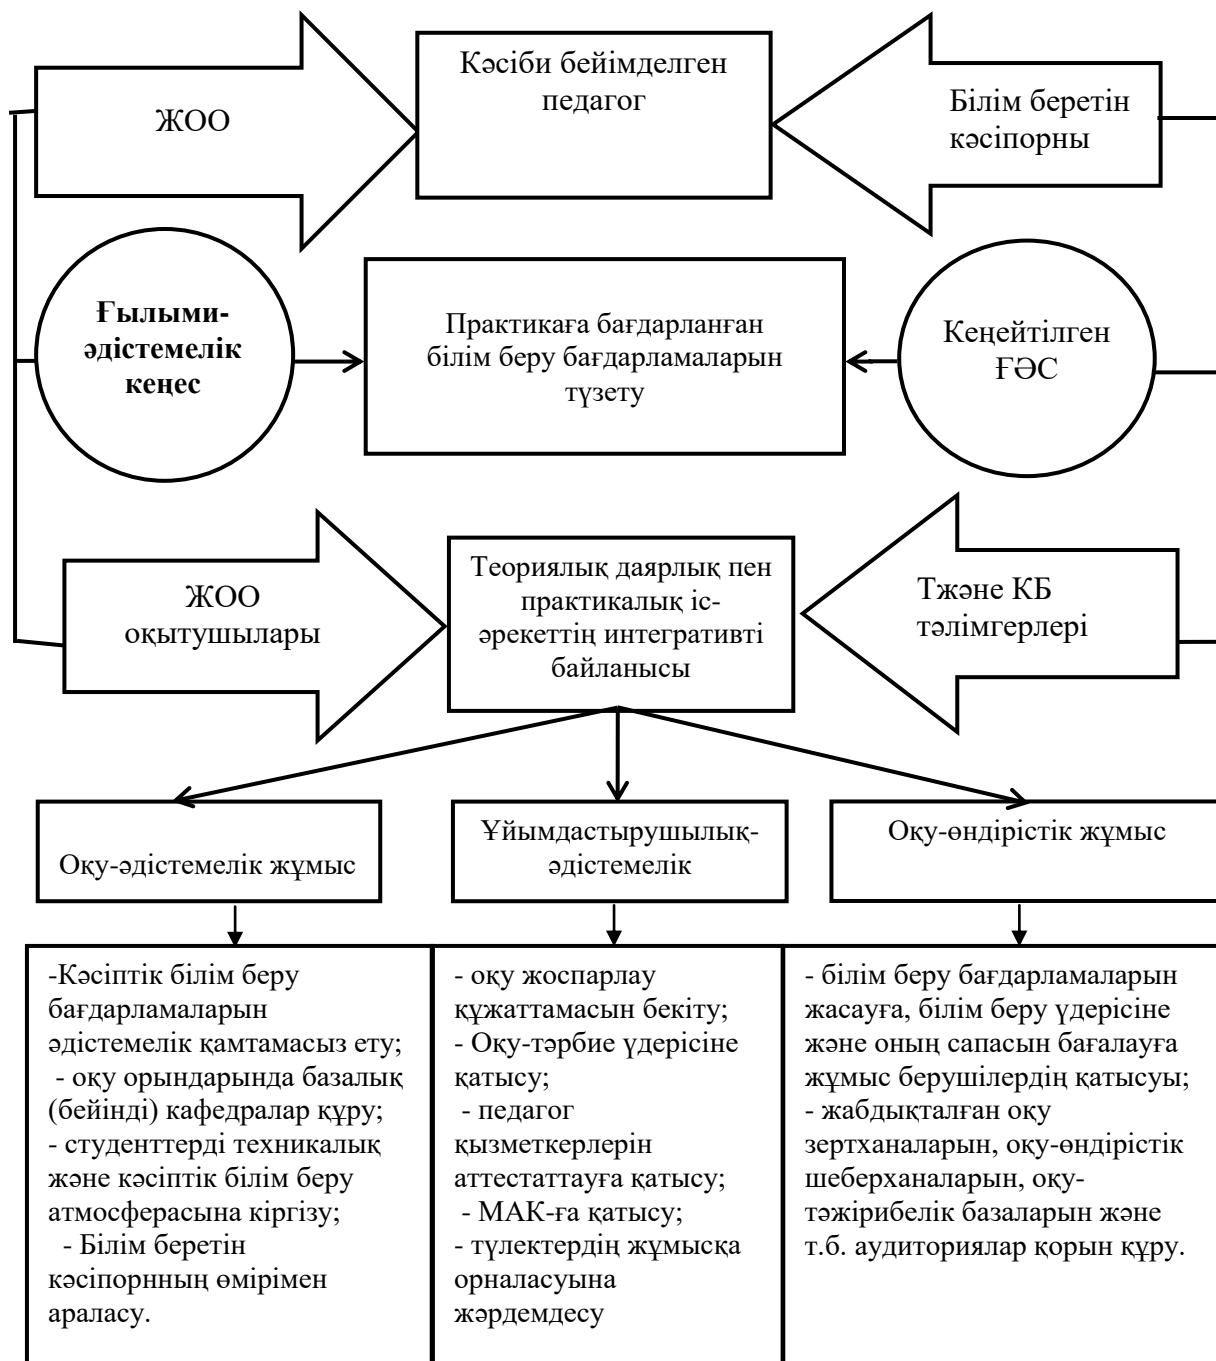 ЖОО
Кәсіби бейімделген
педагог
Білім беретін
кәсіпорны
Ғылыми-
әдістемелік
кеңес
Практикаға бағдарланған
білім беру бағдарламаларын
түзету
Кеңейтілген
ҒӘС
ЖОО
оқытушылары
Теориялық даярлық пен
практикалық іс-
әрекеттің интегративті
байланысы
Тжәне КБ
тәлімгерлері
Оқу-әдістемелік жұмыс
Ұйымдастырушылық-
әдістемелік
Оқу-өндірістік жұмыс
-Кәсіптік білім беру
бағдарламаларын
әдістемелік қамтамасыз ету;
- оқу орындарында базалық
(бейінді) кафедралар құру;
- студенттерді техникалық
және кәсіптік білім беру
атмосферасына кіргізу;
- Білім беретін
кәсіпорнның өмірімен
араласу.
- оқу жоспарлау
құжаттамасын бекіту;
- Оқу-тәрбие үдерісіне
қатысу;
- педагог
қызметкерлерін
аттестаттауға қатысу;
- МАК-ға қатысу;
- түлектердің жұмысқа
орналасуына
жәрдемдесу
- білім беру бағдарламаларын
жасауға, білім беру үдерісіне
және оның сапасын бағалауға
жұмыс берушілердің қатысуы;
- жабдықталған оқу
зертханаларын, оқу-өндірістік
шеберханаларын, оқу-
тәжірибелік базаларын және
т.б. аудиториялар қорын құру.